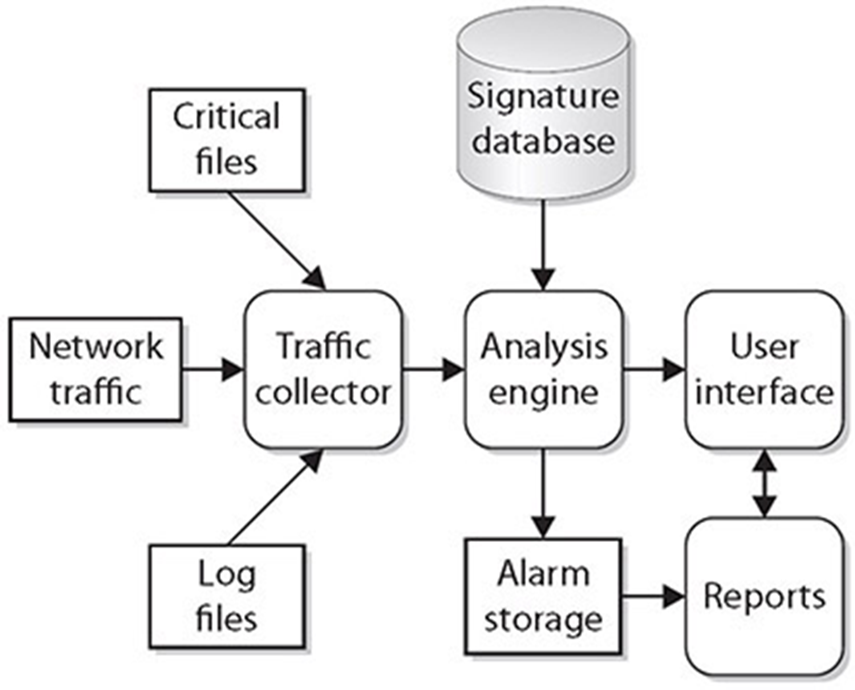 Signature
database
Critical
files
Network
traffic
Traffic
collector
Analysis
engine
User
interface
Log
files
Alarm
storage
Reports